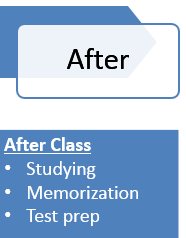 After
After Class
• Studying
• Memorization
• Test prep